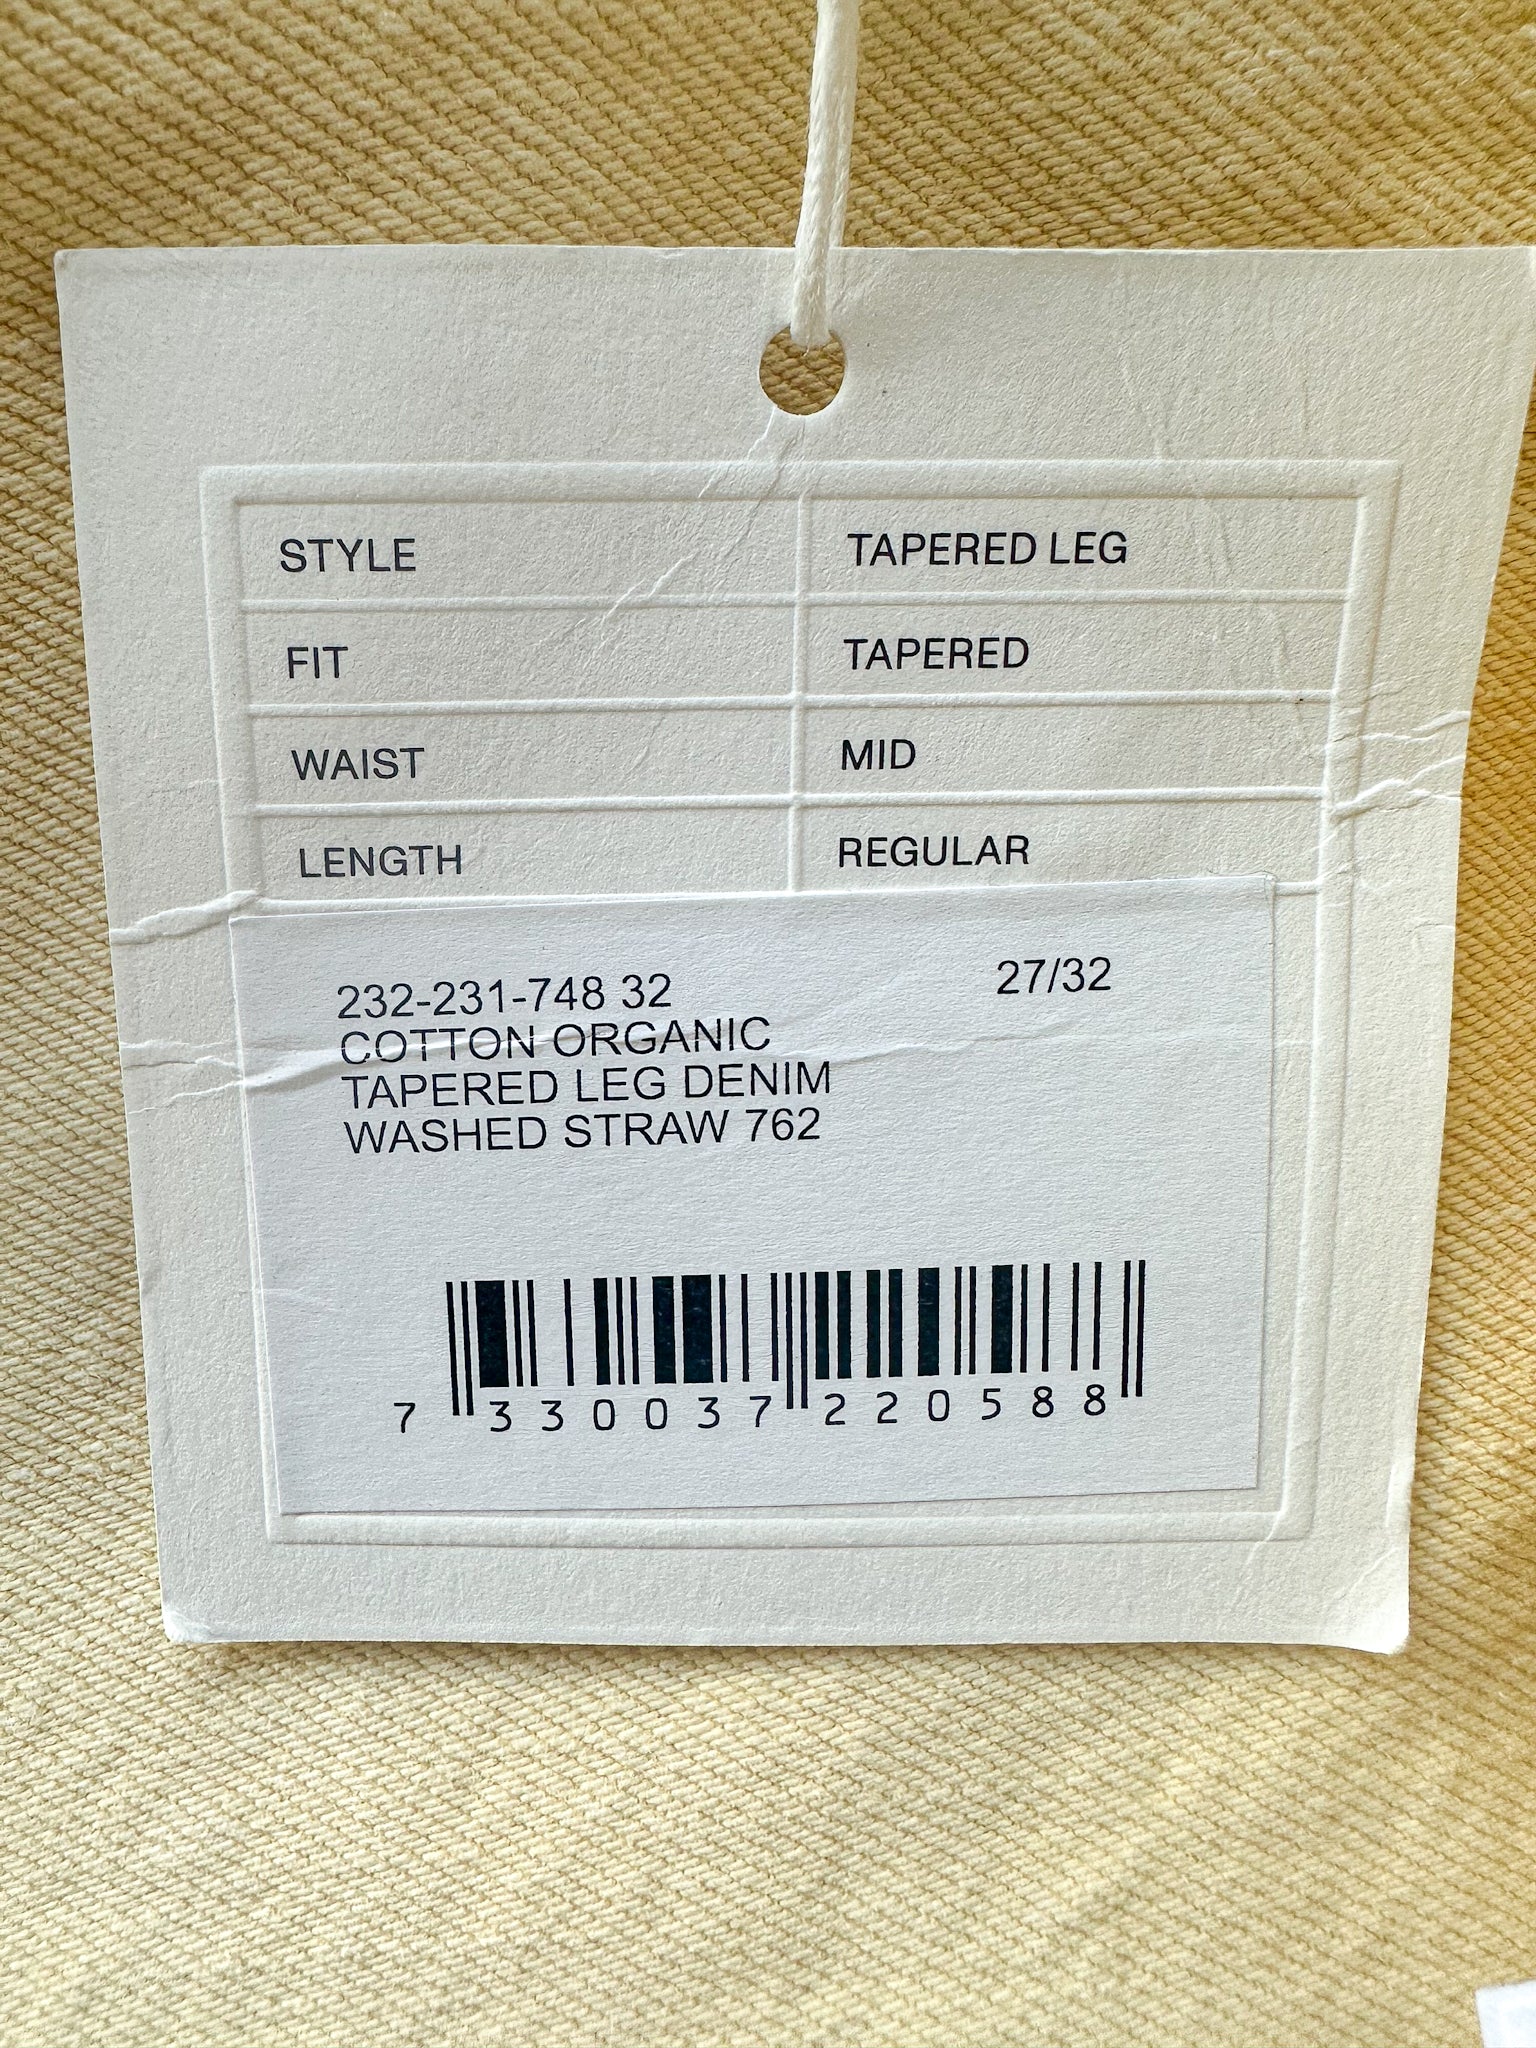 STYLE TAPERED LEG
FIT TAPERED
WAIST MID
LENGTH REGULAR
232-231-748 32 27/32
COTTON ORGANIC
TAPERED LEG DENIM
WASHED STRAW 762
7 330037 220588